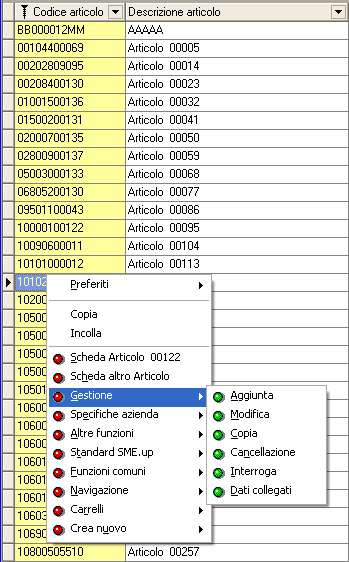 Codice articolo Descrizione articolo
BB000012MM AAAAA
00104400069 Articolo 00005
00202809095 Articolo 00014
00208400130 Articolo 00023
01001500136 Articolo 00032
01500200131 Articolo 00041
02000700135 Articolo 00050
02800900137 Articolo 00059
05003000133 Articolo 00068
06805200130 Articolo 00077
09501100043 Articolo 00086
10000100122 Articolo 00095
10090600011 Articolo 00104
10101000012 Articolo 00113
10102
10200
10500
10500
10500
10500
10501
10600
10600
10600
10601
10601
10601
10603
10690
10800505510 Articolo 00257
Preferiti
Copia
Incolla
Scheda Articolo 00122
Scheda altro Articolo
Gestione
Specifiche azienda
Altre funzioni
Standard SME.up
Funzioni comuni
Navigazione
Carrelli
Crea nuovo
Aggiunta
Modifica
Copia
Cancellazione
Interroga
Dati collegati